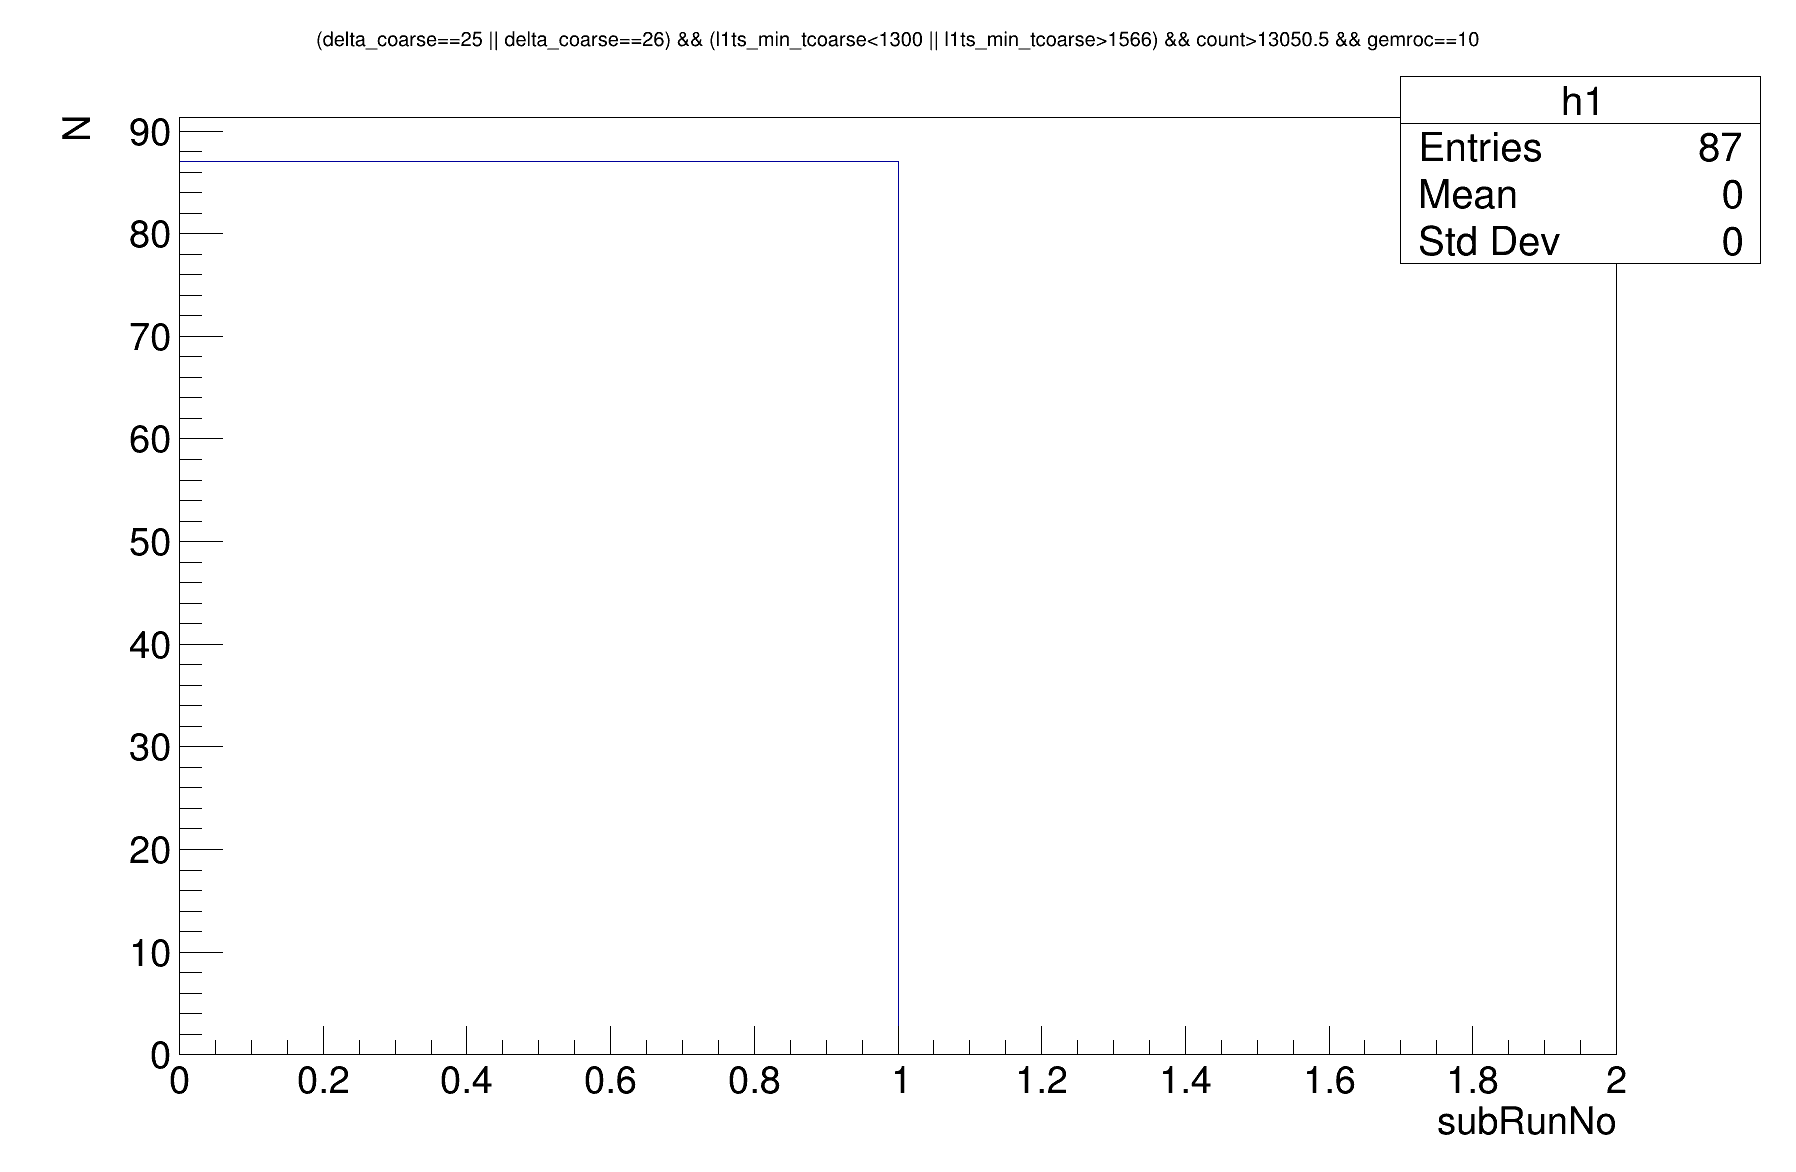 (delta_coarse==25 || delta_coarse==26) && (l1ts_min_tcoarse<1300 || l1ts_min_tcoarse>1566) && count>13050.5 && gemroc==10
h1
Entries 87
Mean 0
Std Dev 0
N
90
80
70
60
50
40
30
20
10
0
0 0.2 0.4 0.6 0.8 1 1.2 1.4 1.6 1.8 2
subRunNo